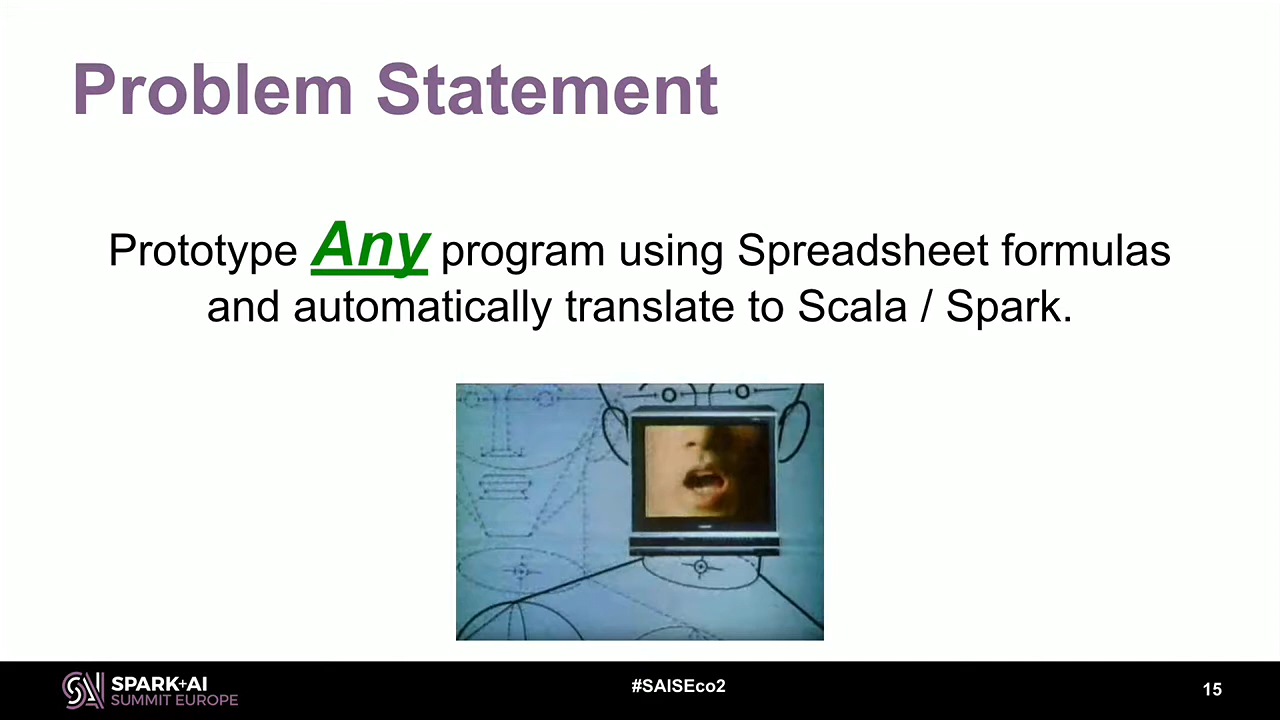 Problem Statement
Prototype Any program using Spreadsheet formulas
and automatically translate to Scala / Spark.
SPARK+AI
SUMMIT EUROPE
#SAISEco2
15